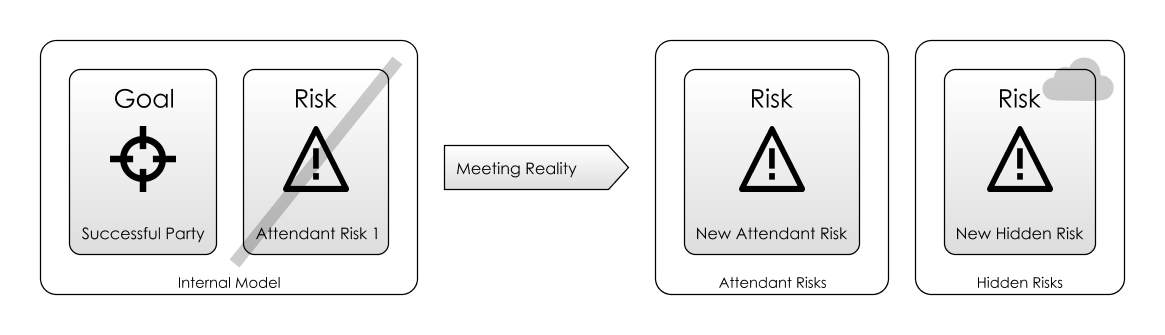 Goal
Successful Party
Risk
Attendant Risk 1
Internal Model
Meeting Reality
Risk
New Attendant Risk
Attendant Risks
Risk
New Hidden Risk
Hidden Risks